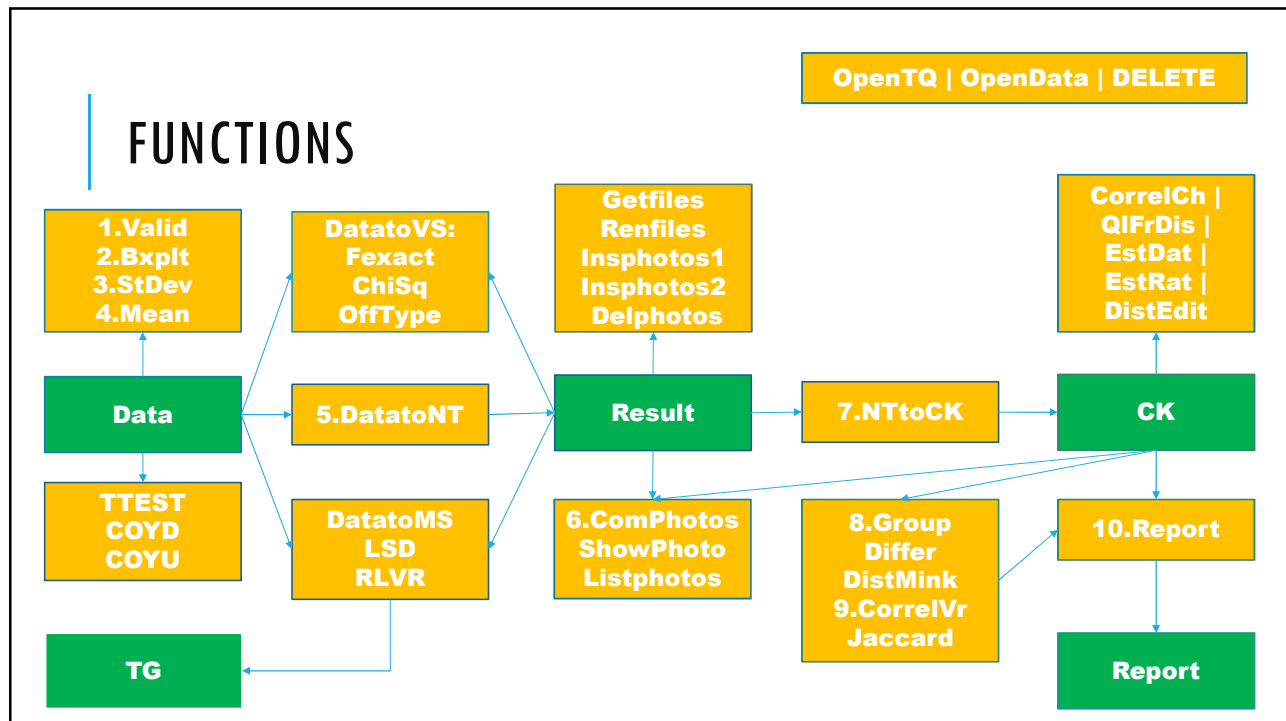 OpenTQ | OpenData | DELETE
FUNCTIONS
1.Valid
2.Bxplt
3.StDev
4.Mean
DatatoVS:
Fexact
ChiSq
OffType
Getfiles
Renfiles
Insphotos1
Insphotos2
Delphotos
CorrelCh |
QlFrDis |
EstDat |
EstRat |
DistEdit
Data
5.DatatoNT
Result
7.NTtoCK
CK
TTEST
COYD
COYU
DatatoMS
LSD
RLVR
6.ComPhotos
ShowPhoto
Listphotos
8.Group
Differ
DistMink
9.CorrelVr
Jaccard
10.Report
TG
Report